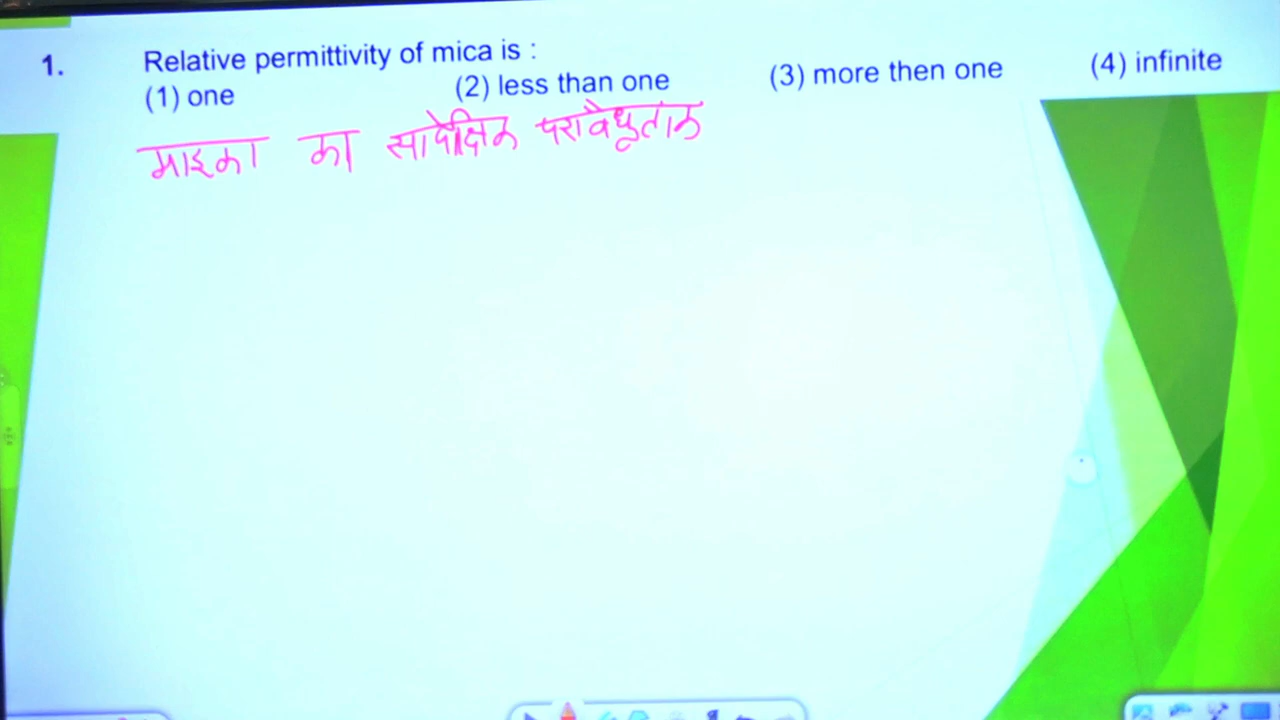 1. Relative permittivity of mica is :
(1) one (2) less than one (3) more then one (4) infinite
माइका का सापेक्षिक परावैधुतांक